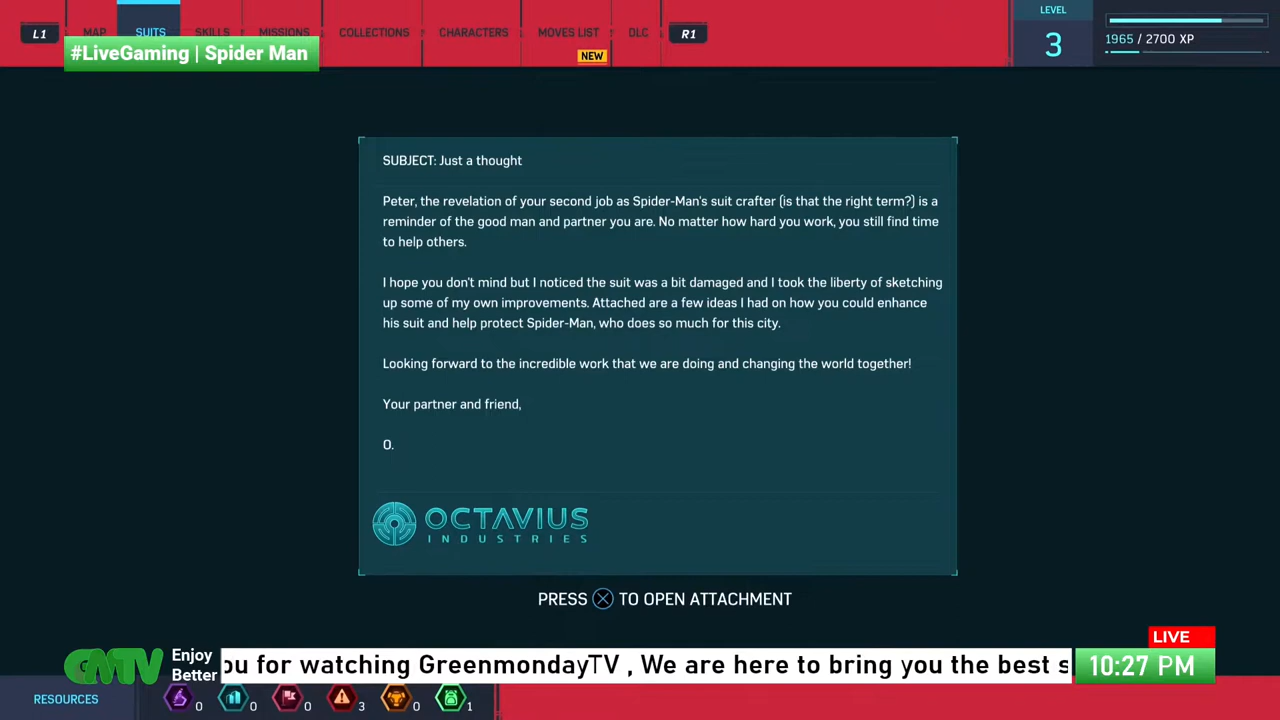 L1 MAP SUITS SKILLS MISSIONS COLLECTIONS CHARACTERS MOVES LIST DLC R1
NEW
LEVEL
3
1965 / 2700 XP
#LiveGaming | Spider Man
SUBJECT: Just a thought
Peter, the revelation of your second job as Spider-Man's suit crafter (is that the right term?) is a
reminder of the good man and partner you are. No matter how hard you work, you still find time
to help others.
I hope you don't mind but I noticed the suit was a bit damaged and I took the liberty of sketching
up some of my own improvements. Attached are a few ideas I had on how you could enhance
his suit and help protect Spider-Man, who does so much for this city.
Looking forward to the incredible work that we are doing and changing the world together!
Your partner and friend,
O.
OCTAVIUS
INDUSTRIES
PRESS TO OPEN ATTACHMENT
LIVE
GMTV
Enjoy
Better
ou for watching GreenmondayTV , We are here to bring you the best s
10:27 PM
RESOURCES 0 0 0 3 0 1